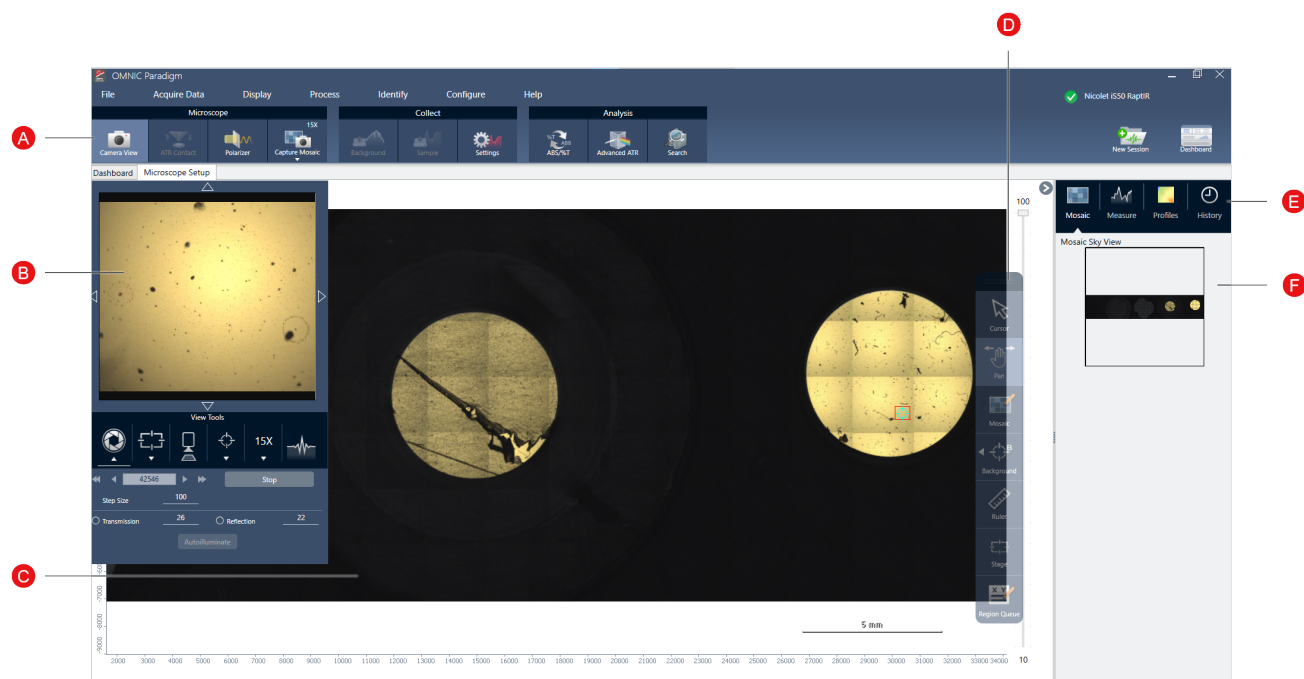 D
OMNIC Paradigm
File Acquire Data Display Process Identify Configure Help
Nicolet iS50 RaptIR
Microscope Collect Analysis
A
15X
%T ABS
Camera View ATR Contact Polarizer Capture Mosaic Background Sample Settings ABS/%T Advanced ATR Search New Session Dashboard
Dashboard Microscope Setup
100
E
Mosaic Measure Profiles History
Mosaic Sky View
B
F
Cursor
Pan
Mosaic
B
Background
Ruler
Stage
X Y
Region Queue
View Tools
15X
42546 Stop
Step Size 100
Transmission 26 Reflection 22
Autoilluminate
C
-7000
-8000
-9000
5 mm
2000 3000 4000 5000 6000 7000 8000 9000 10000 11000 12000 13000 14000 15000 16000 17000 18000 19000 20000 21000 22000 23000 24000 25000 26000 27000 28000 29000 30000 31000 32000 33000 34000 10